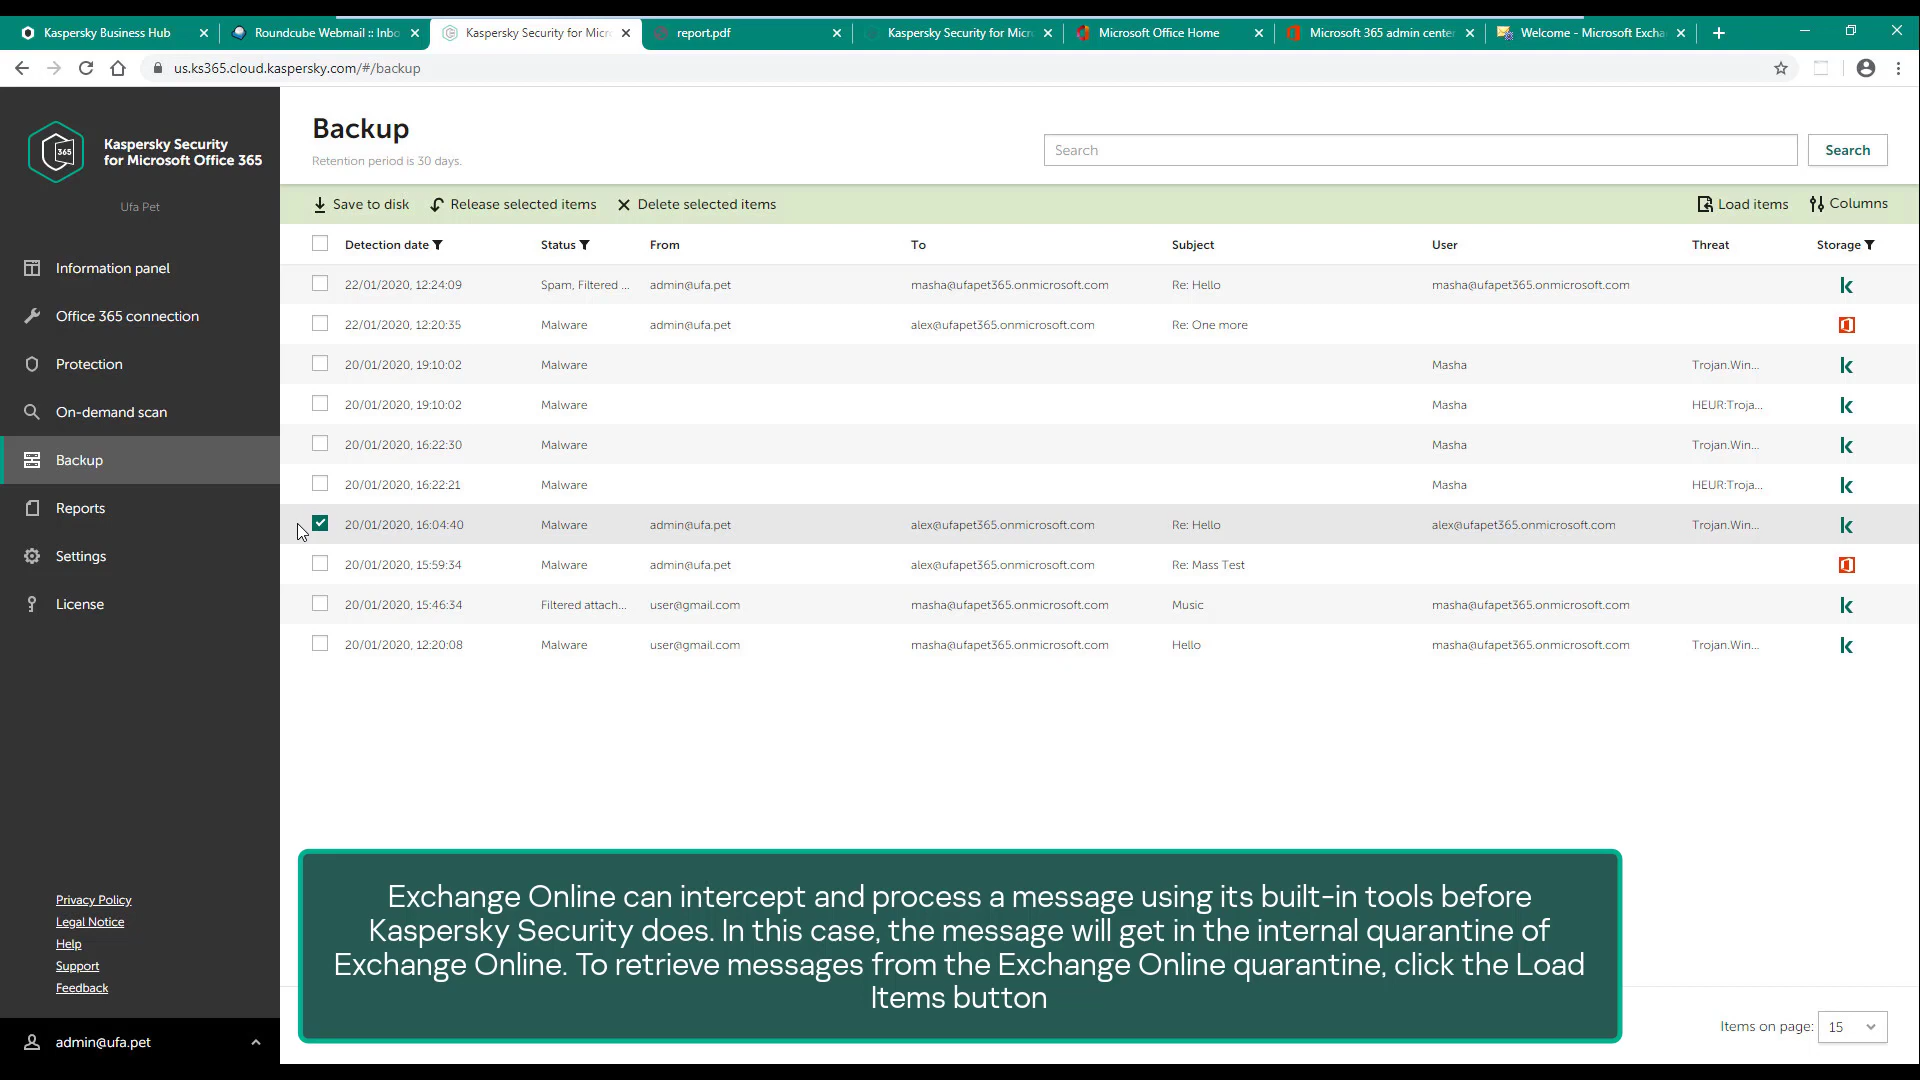 Kaspersky Business Hub
Roundcube Webmail :: Inbo
Kaspersky Security for Micr
report.pdf
Kaspersky Security for Micr
Microsoft Office Home
Microsoft 365 admin center
Welcome - Microsoft Excha
us.ks365.cloud.kaspersky.com/#/backup
365
Kaspersky Security
for Microsoft Office 365
Ufa Pet
Information panel
Office 365 connection
Protection
On-demand scan
Backup
Reports
Settings
License
Privacy Policy
Legal Notice
Help
Support
Feedback
admin@ufa.pet
Backup
Retention period is 30 days.
Search
Search
Save to disk Release selected items Delete selected items Load items Columns
Detection date Status From To Subject User Threat Storage
22/01/2020, 12:24:09 Spam, Filtered ... admin@ufa.pet masha@ufapet365.onmicrosoft.com Re: Hello masha@ufapet365.onmicrosoft.com
22/01/2020, 12:20:35 Malware admin@ufa.pet alex@ufapet365.onmicrosoft.com Re: One more
20/01/2020, 19:10:02 Malware Masha Trojan.Win...
20/01/2020, 19:10:02 Malware Masha HEUR:Troja...
20/01/2020, 16:22:30 Malware Masha Trojan.Win...
20/01/2020, 16:22:21 Malware Masha HEUR:Troja...
20/01/2020, 16:04:40 Malware admin@ufa.pet alex@ufapet365.onmicrosoft.com Re: Hello alex@ufapet365.onmicrosoft.com Trojan.Win...
20/01/2020, 15:59:34 Malware admin@ufa.pet alex@ufapet365.onmicrosoft.com Re: Mass Test
20/01/2020, 15:46:34 Filtered attach... user@gmail.com masha@ufapet365.onmicrosoft.com Music masha@ufapet365.onmicrosoft.com
20/01/2020, 12:20:08 Malware user@gmail.com masha@ufapet365.onmicrosoft.com Hello masha@ufapet365.onmicrosoft.com Trojan.Win...
Exchange Online can intercept and process a message using its built-in tools before
Kaspersky Security does. In this case, the message will get in the internal quarantine of
Exchange Online. To retrieve messages from the Exchange Online quarantine, click the Load
Items button
Items on page: 15